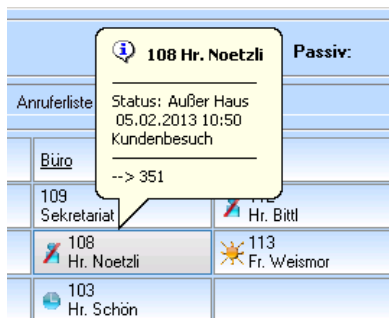 108 Hr. Noetzli
Passiv:
Anruferliste
Status: Außer Haus
05.02.2013 10:50
Kundenbesuch
--> 351
Büro
109
Sekretariat
112
Hr. Bittl
108
Hr. Noetzli
113
Fr. Weismor
103
Hr. Schön